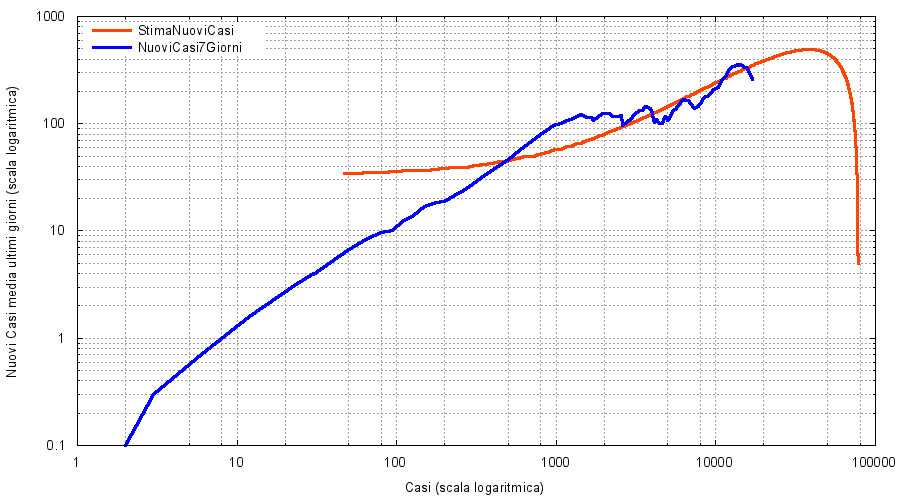 1000
StimaNuoviCasi
NuoviCasi7Giorni
100
10
1
0.1
1 10 100 1000 10000 100000
Nuovi Casi media ultimi giorni (scala logaritmica)
Casi (scala logaritmica)